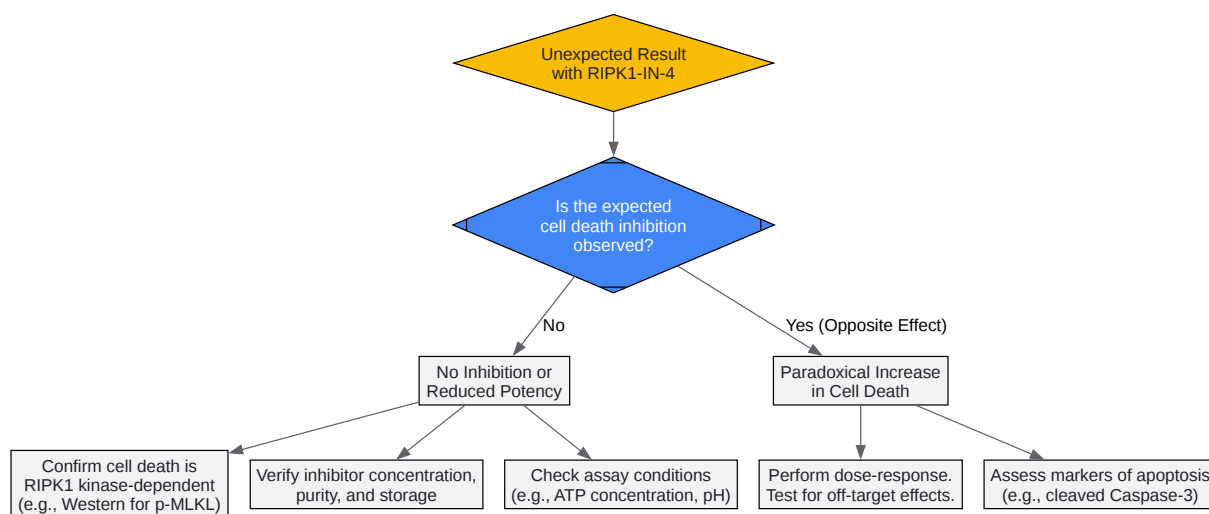 Unexpected Result
with RIPK1-IN-4
Is the expected
cell death inhibition
observed?
No
Yes (Opposite Effect)
No Inhibition or
Reduced Potency
Paradoxical Increase
in Cell Death
Confirm cell death is
RIPK1 kinase-dependent
(e.g., Western for p-MLKL)
Verify inhibitor concentration,
purity, and storage
Check assay conditions
(e.g., ATP concentration, pH)
Perform dose-response.
Test for off-target effects.
Assess markers of apoptosis
(e.g., cleaved Caspase-3)